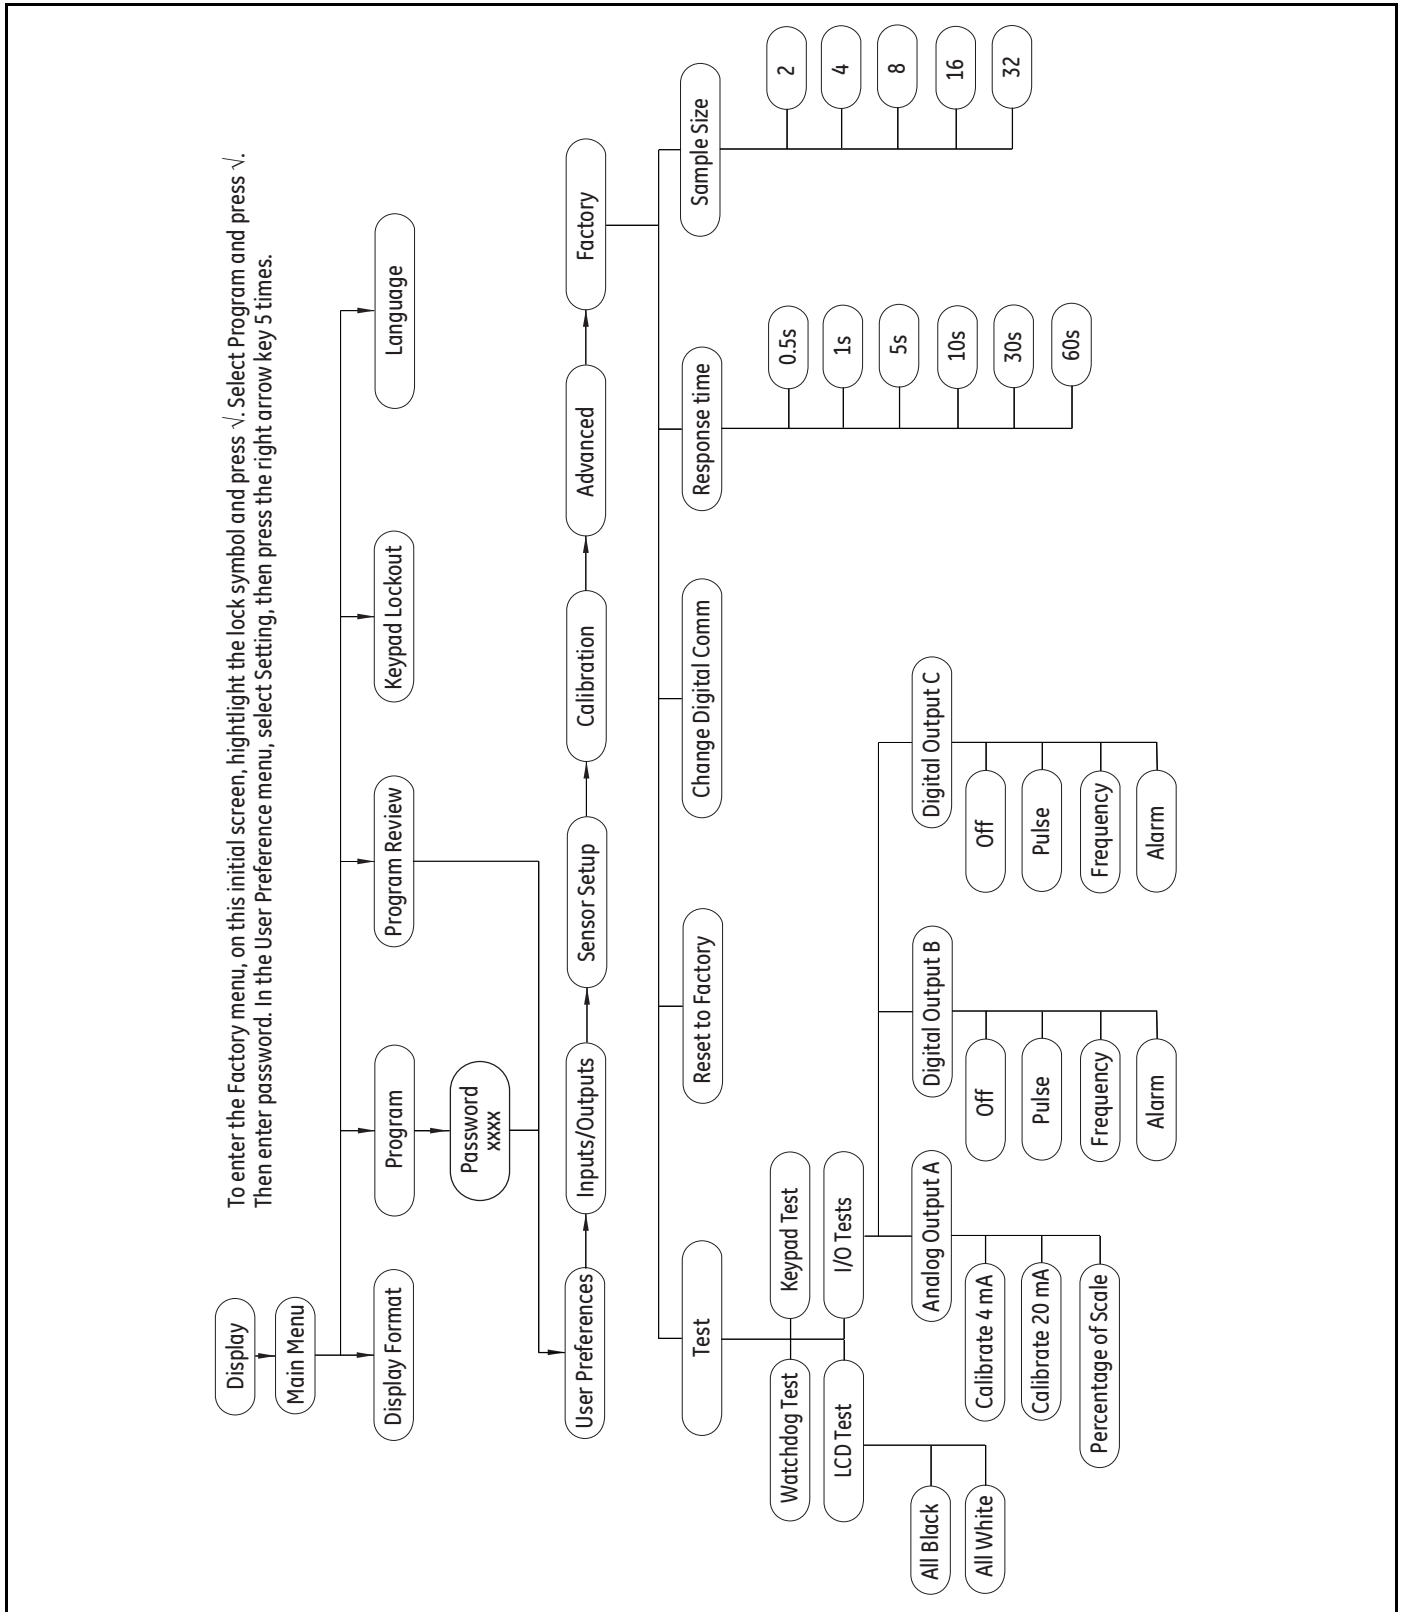 To enter the Factory menu, on this initial screen, hightlight the lock symbol and press √. Select Program and press √.
Then enter password. In the User Preference menu, select Setting, then press the right arrow key 5 times.
Display
Main Menu
Display Format
Program
Program Review
Keypad Lockout
Language
Password
xxxx
User Preferences
Inputs/Outputs
Sensor Setup
Calibration
Advanced
Factory
Test
Reset to Factory
Change Digital Comm
Response time
Sample Size
Watchdog Test
Keypad Test
LCD Test
I/O Tests
All Black
All White
Analog Output A
Calibrate 4 mA
Calibrate 20 mA
Percentage of Scale
Digital Output B
Off
Pulse
Frequency
Alarm
Digital Output C
Off
Pulse
Frequency
Alarm
0.5s
1s
5s
10s
30s
60s
2
4
8
16
32